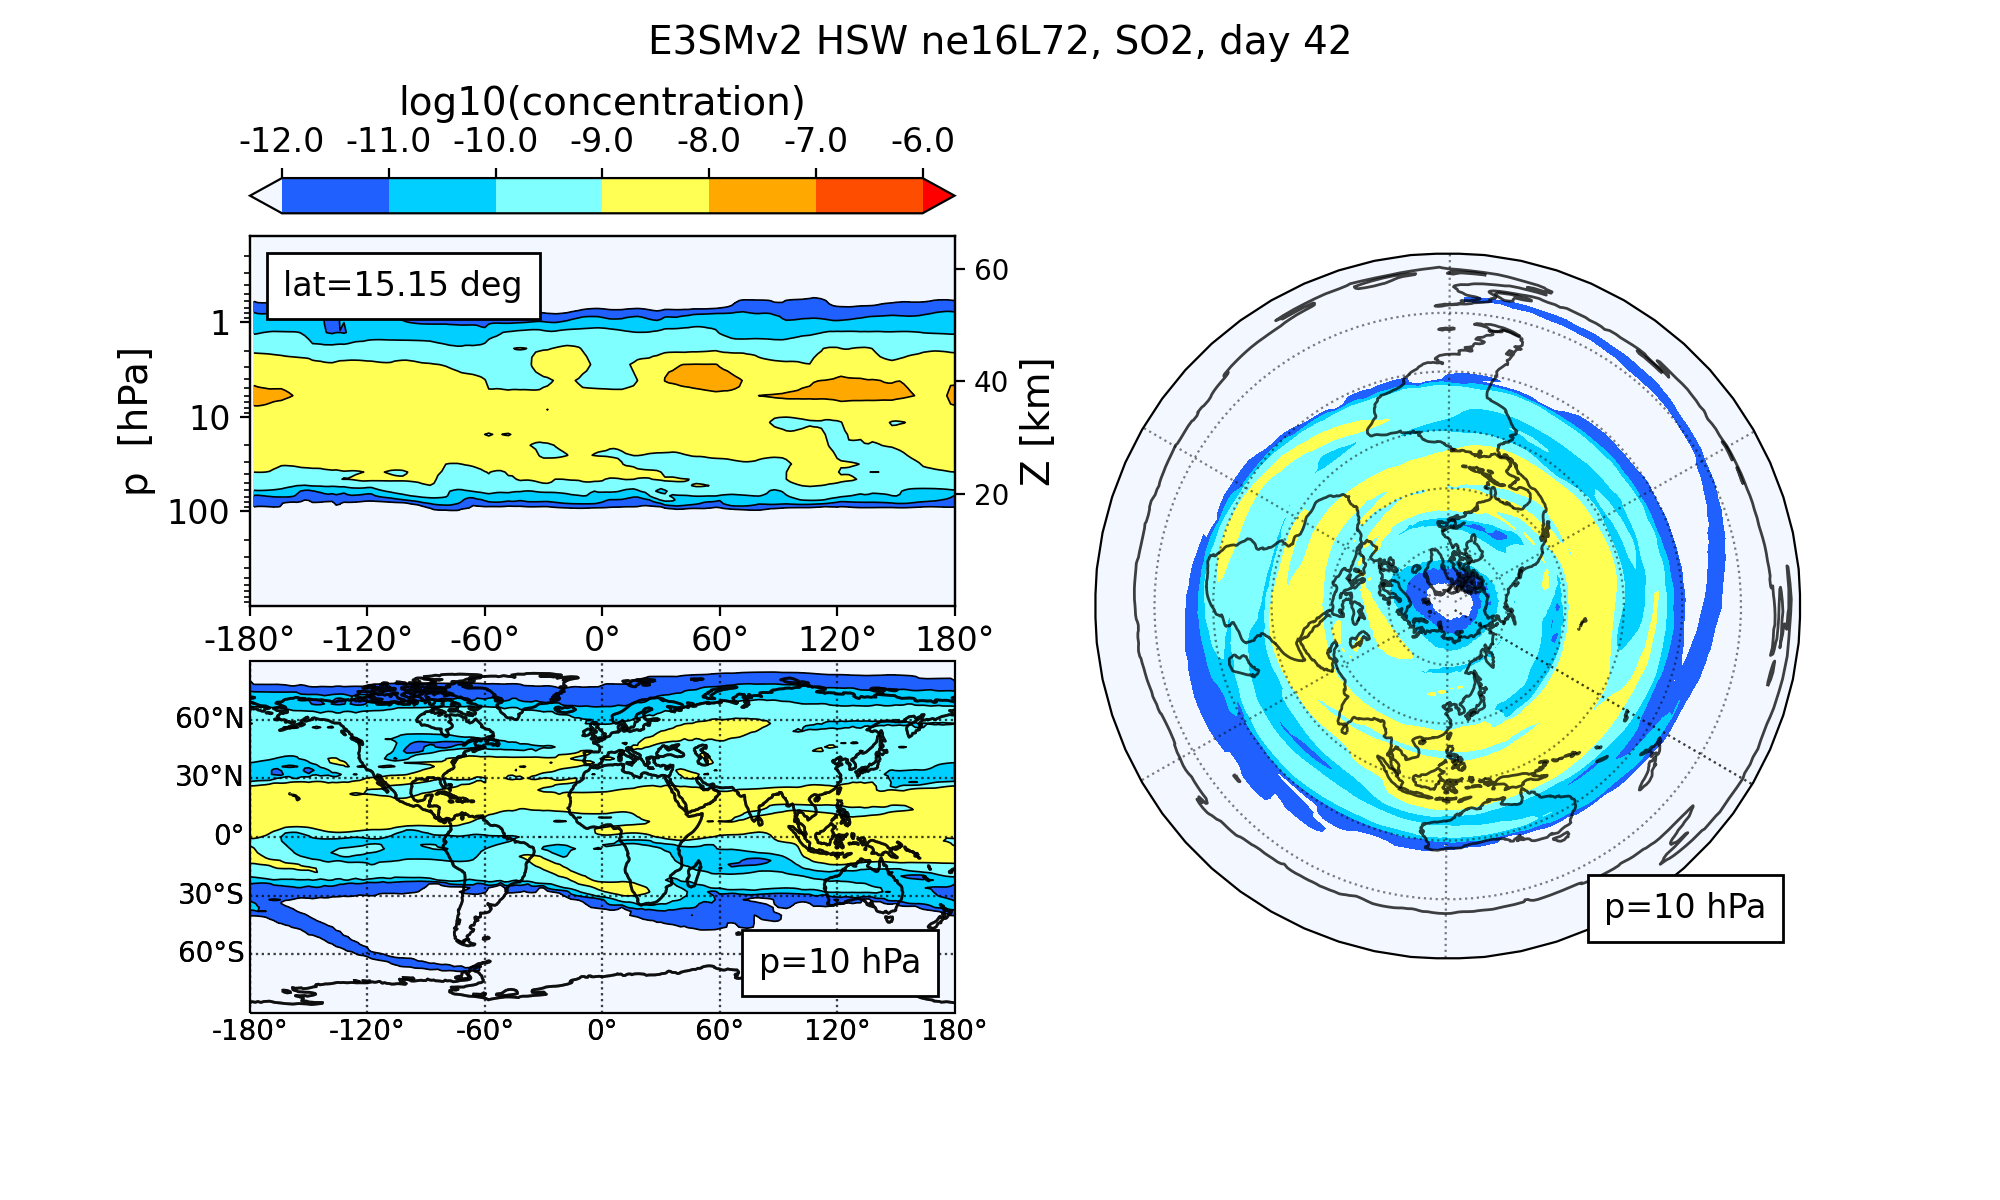 E3SMv2 HSW ne16L72, SO2, day 42
log10(concentration)
-12.0 -11.0 -10.0 -9.0 -8.0 -7.0 -6.0
lat=15.15 deg
p [hPa]
1
10
100
60
40
20
Z [km]
-180° -120° -60° 0° 60° 120° 180°
60°N
30°N
0°
30°S
60°S
p=10 hPa
-180° -120° -60° 0° 60° 120° 180°
p=10 hPa